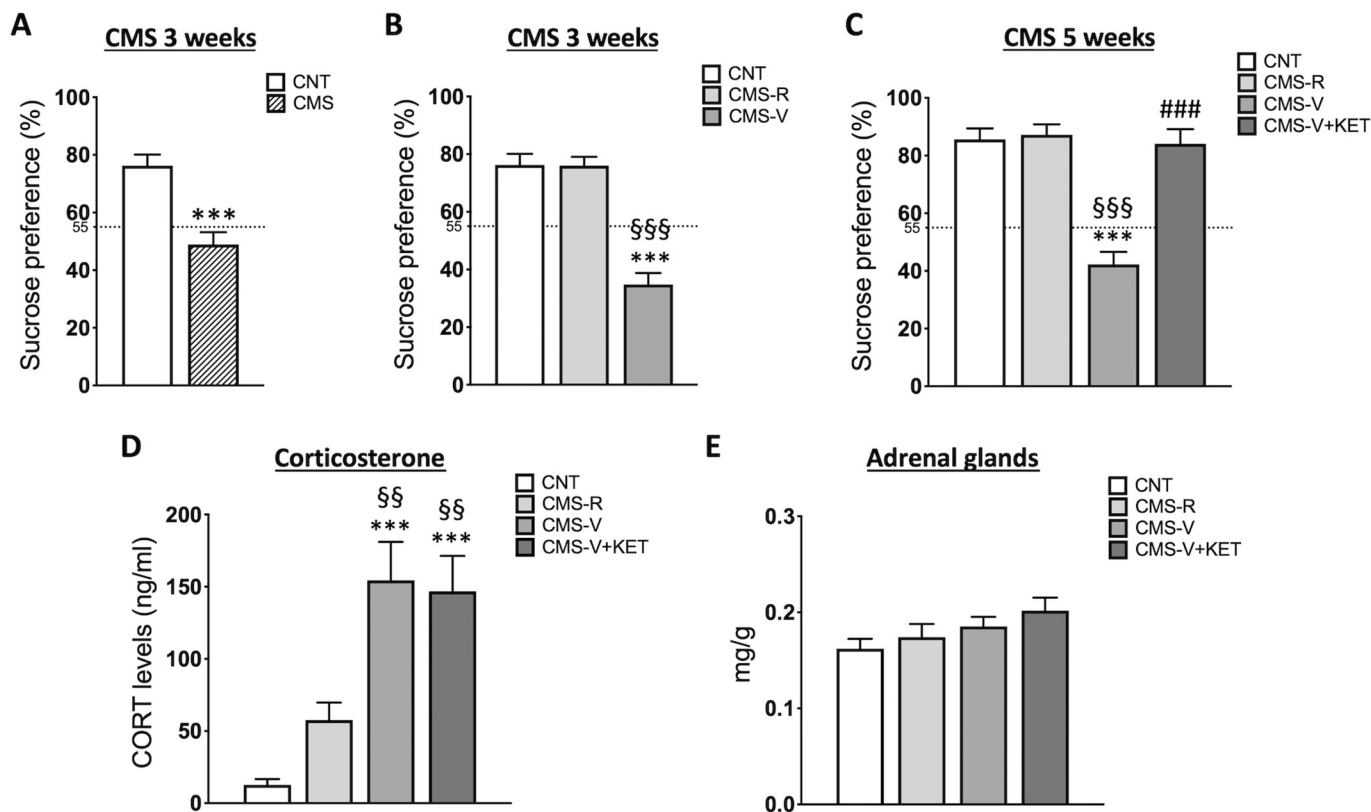 A
CMS 3 weeks
CNT
CMS
Sucrose preference (%)
100
80
60
55
40
20
0
***
B
CMS 3 weeks
CNT
CMS-R
CMS-V
Sucrose preference (%)
100
80
60
55
40
80
0
§§§
***
C
CMS 5 weeks
CNT
CMS-R
CMS-V
CMS-V+KET
Sucrose preference (%)
100
80
60
55
40
20
0
§§§
***
###
D
Corticosterone
CNT
CMS-R
CMS-V
CMS-V+KET
CORT levels (ng/ml)
200
150
100
50
0
§§
***
§§
***
E
Adrenal glands
CNT
CMS-R
CMS-V
CMS-V+KET
mg/g
0.3
0.2
0.1
0.0